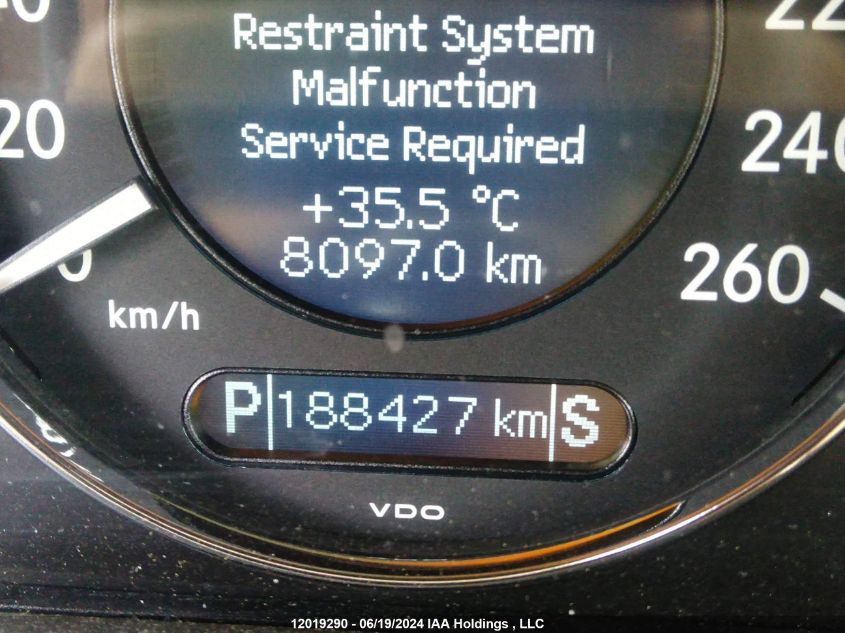 Restraint System
Malfunction
Service Required
+35.5 °C
8097.0 km
20
0
km/h
240
260
P 188427 km S
VDO
12019290 - 06/19/2024 IAA Holdings , LLC